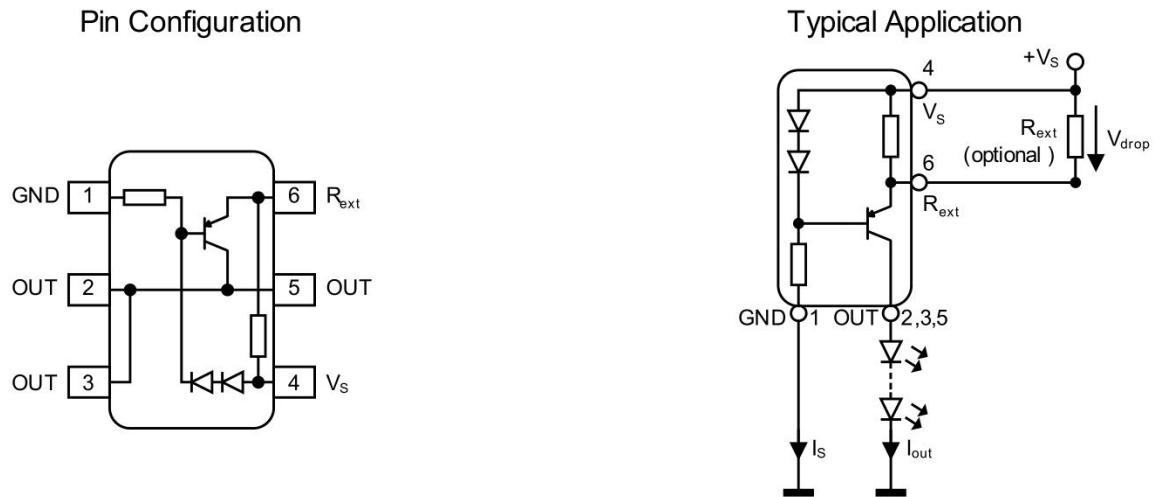 Pin Configuration
GND 1
6 Rext
OUT 2
5 OUT
OUT 3
4 VS
Typical Application
+VS
4
VS
Rext
(optional )
Vdrop
6
Rext
GND 1
OUT 2,3,5
IS
Iout